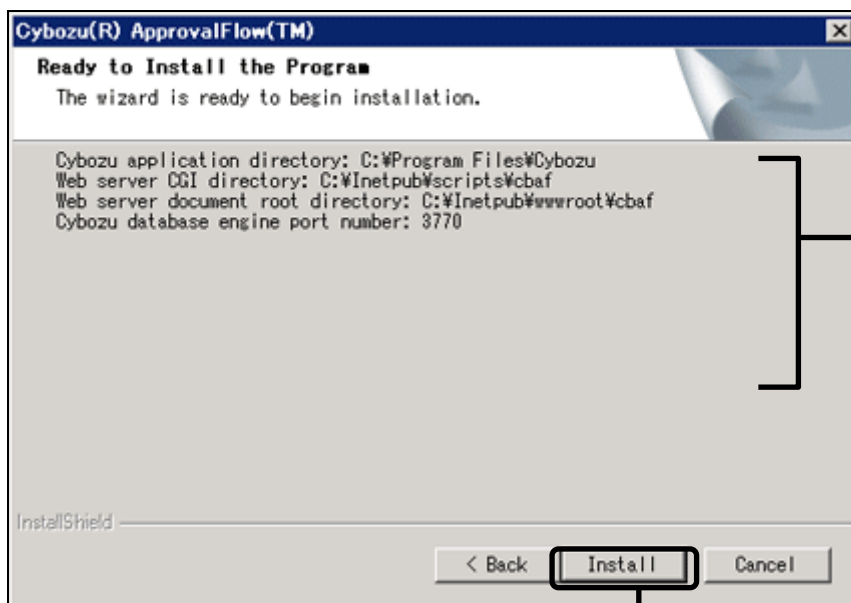 Cybozu(R) ApprovalFlow(TM)
Ready to Install the Program
The wizard is ready to begin installation.
Cybozu application directory: C:¥Program Files¥Cybozu
Web server CGI directory: C:¥Inetpub¥scripts¥cbaf
Web server document root directory: C:¥Inetpub¥wwwroot¥cbaf
Cybozu database engine port number: 3770
InstallShield
< Back
Install
Cancel